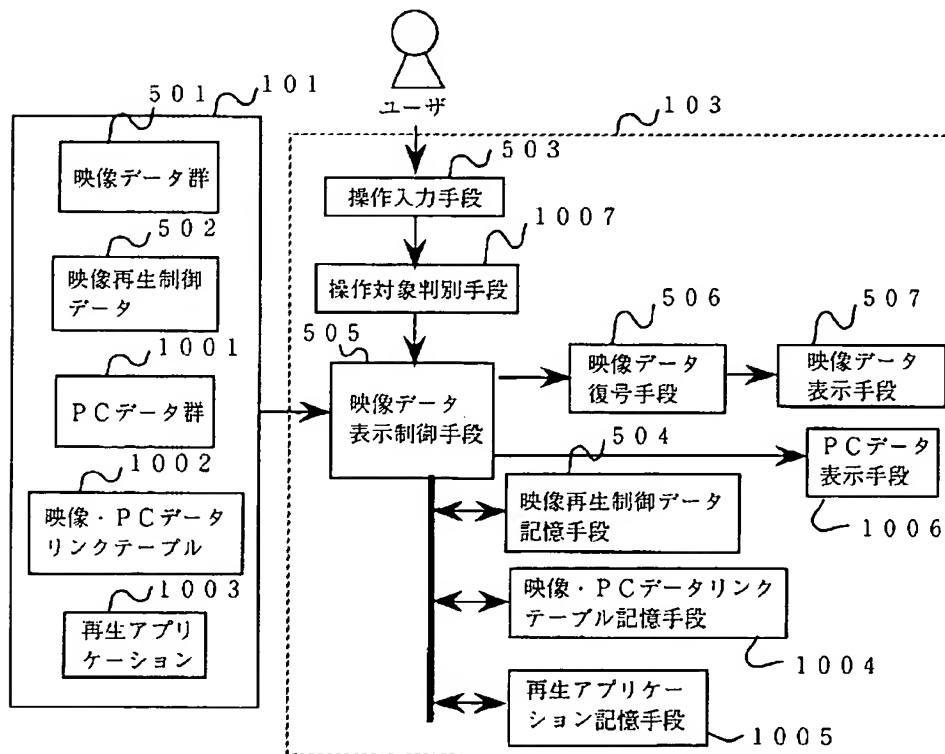 ユーザ
101
501
映像データ群
502
映像再生制御
データ
1001
PCデータ群
1002
映像・PCデータ
リンクテーブル
1003
再生アプリ
ケーション
103
503
操作入力手段
1007
操作対象判別手段
505
映像データ
表示制御手段
506
映像データ
復号手段
507
映像データ
表示手段
PCデータ
表示手段
1006
504
映像再生制御データ
記憶手段
映像・PCデータリンク
テーブル記憶手段
1004
再生アプリケー
ション記憶手段
1005